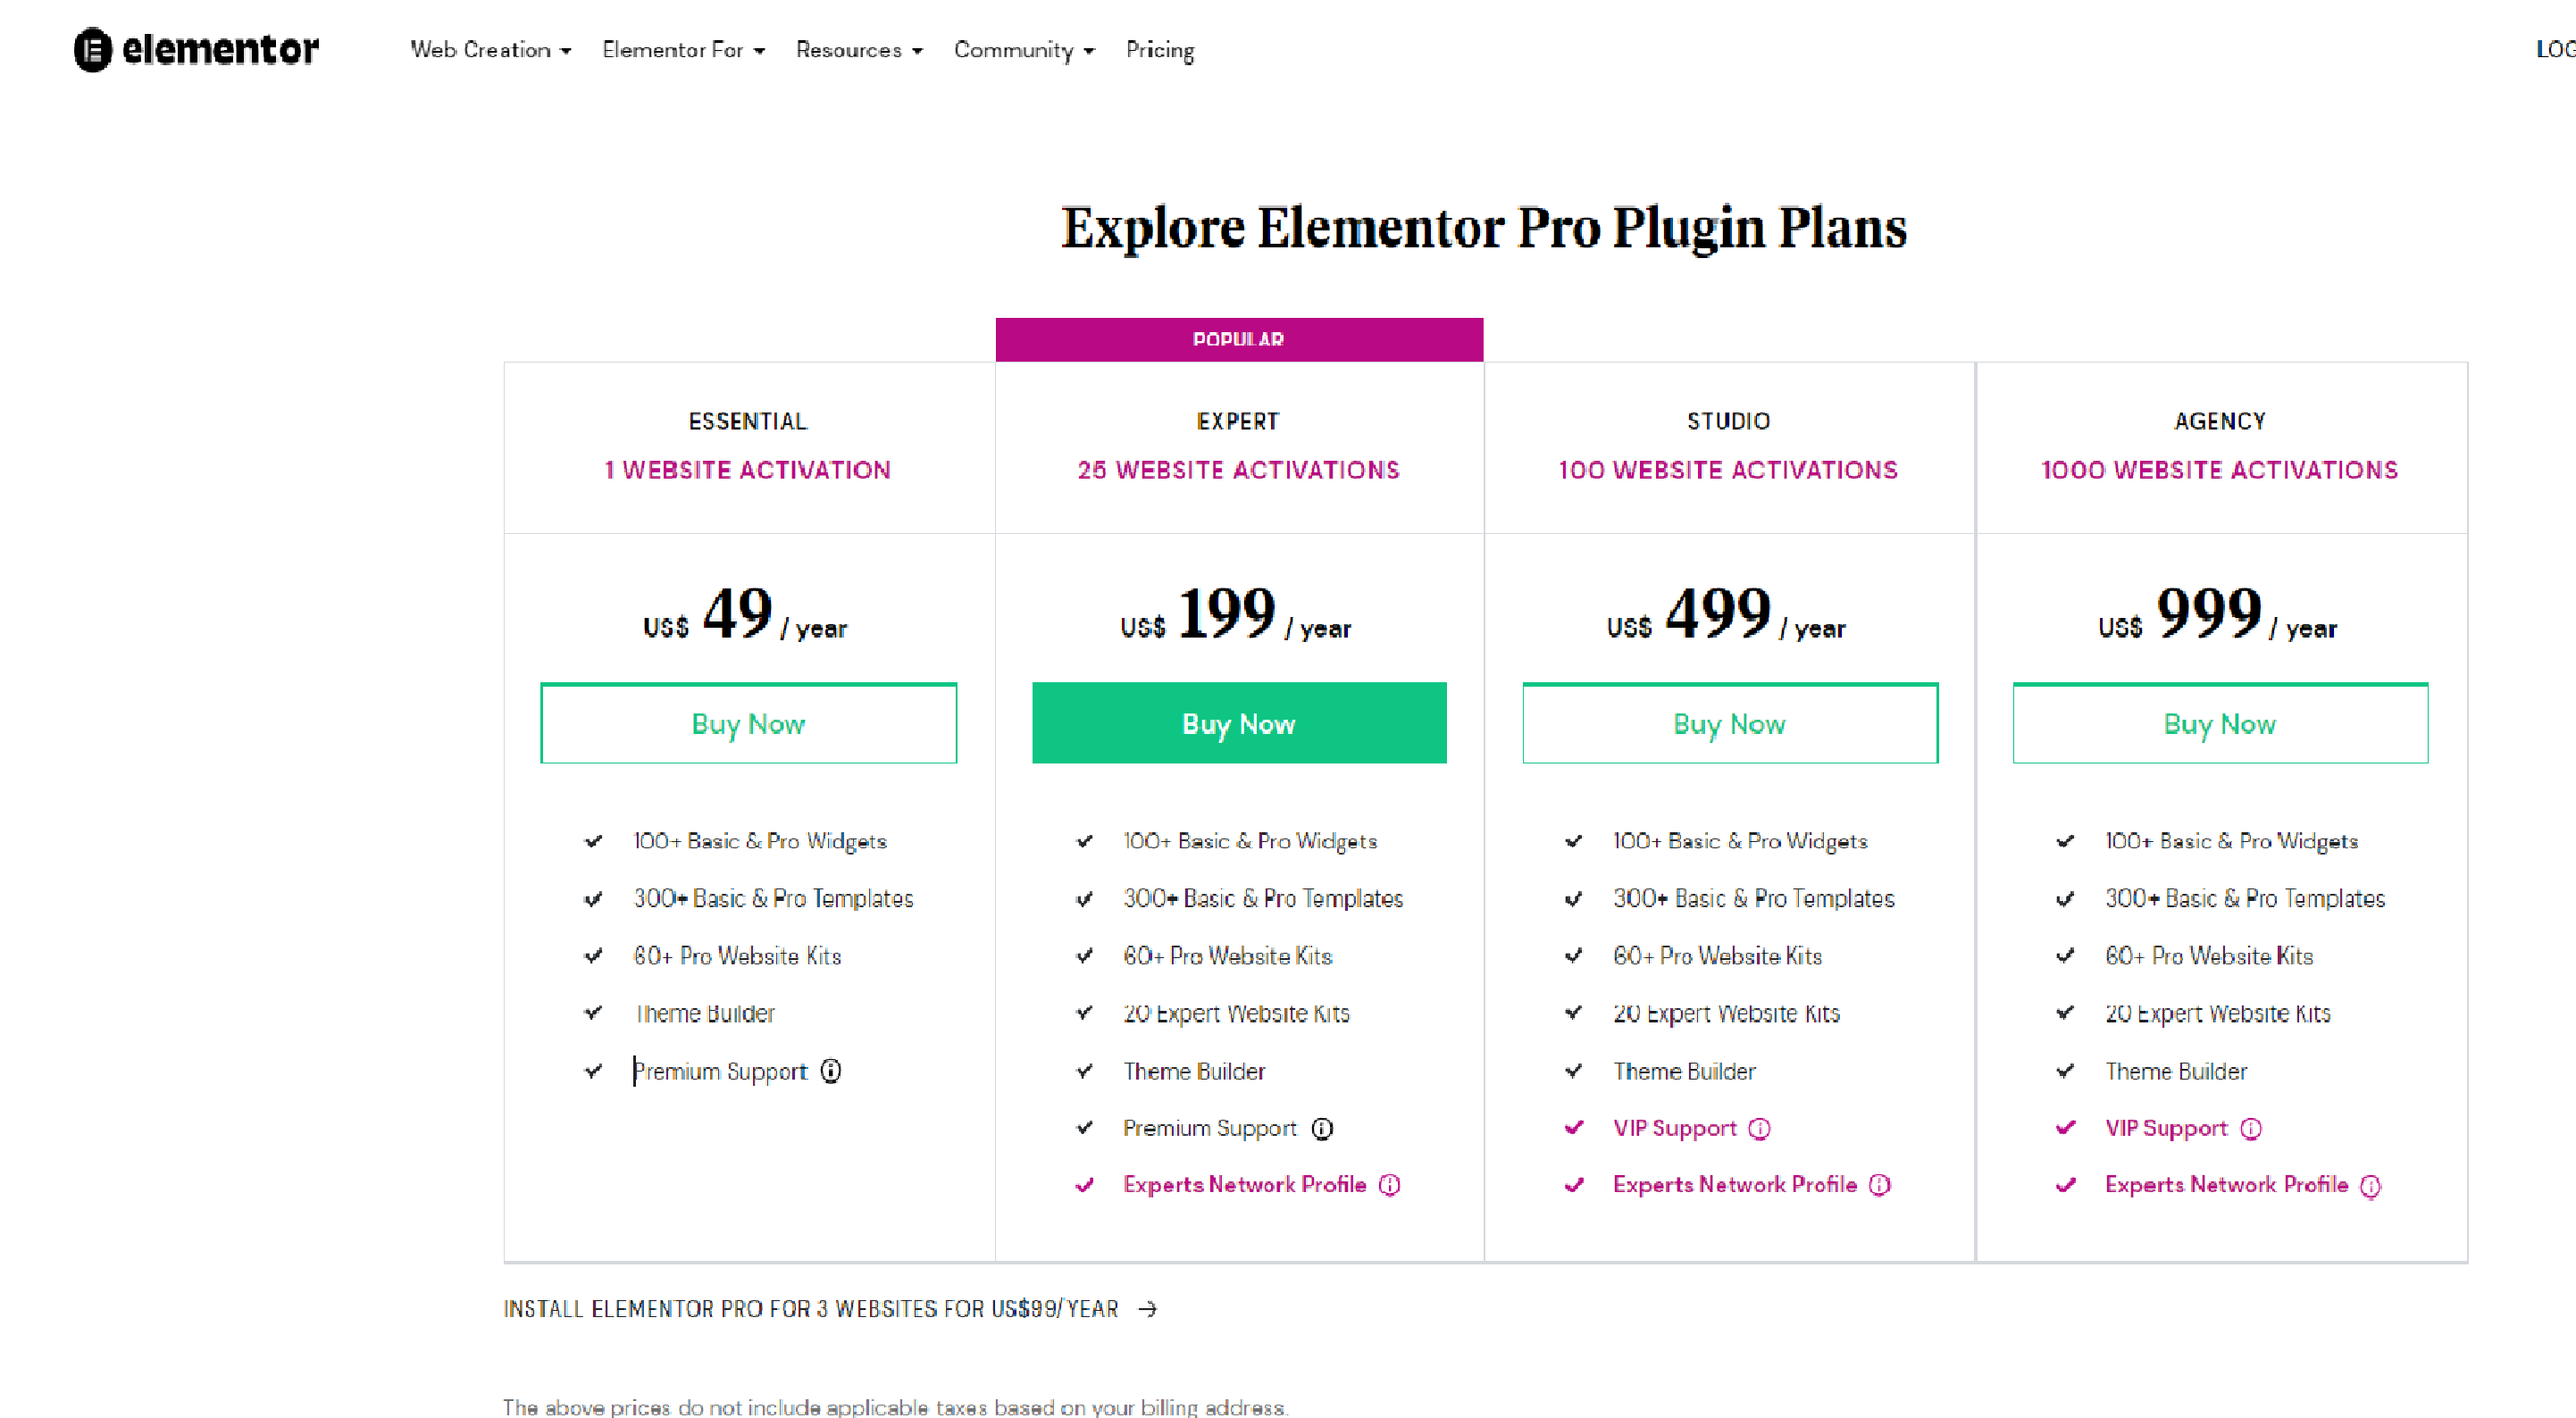 elementor
Web Creation
Elementor For
Resources
Community
Pricing
Explore Elementor Pro Plugin Plans
POPULAR
ESSENTIAL
1 WEBSITE ACTIVATION
US$ 49 / year
Buy Now
100+ Basic & Pro Widgets
300+ Basic & Pro Templates
60+ Pro Website Kits
Theme Builder
Premium Support
EXPERT
25 WEBSITE ACTIVATIONS
US$ 199 / year
Buy Now
100+ Basic & Pro Widgets
300+ Basic & Pro Templates
60+ Pro Website Kits
20 Expert Website Kits
Theme Builder
Premium Support
Experts Network Profile
STUDIO
100 WEBSITE ACTIVATIONS
US$ 499 / year
Buy Now
100+ Basic & Pro Widgets
300+ Basic & Pro Templates
60+ Pro Website Kits
20 Expert Website Kits
Theme Builder
VIP Support
Experts Network Profile
AGENCY
1000 WEBSITE ACTIVATIONS
US$ 999 / year
Buy Now
100+ Basic & Pro Widgets
300+ Basic & Pro Templates
60+ Pro Website Kits
20 Expert Website Kits
Theme Builder
VIP Support
Experts Network Profile
INSTALL ELEMENTOR PRO FOR 3 WEBSITES FOR US$99/YEAR →
The above prices do not include applicable taxes based on your billing address.